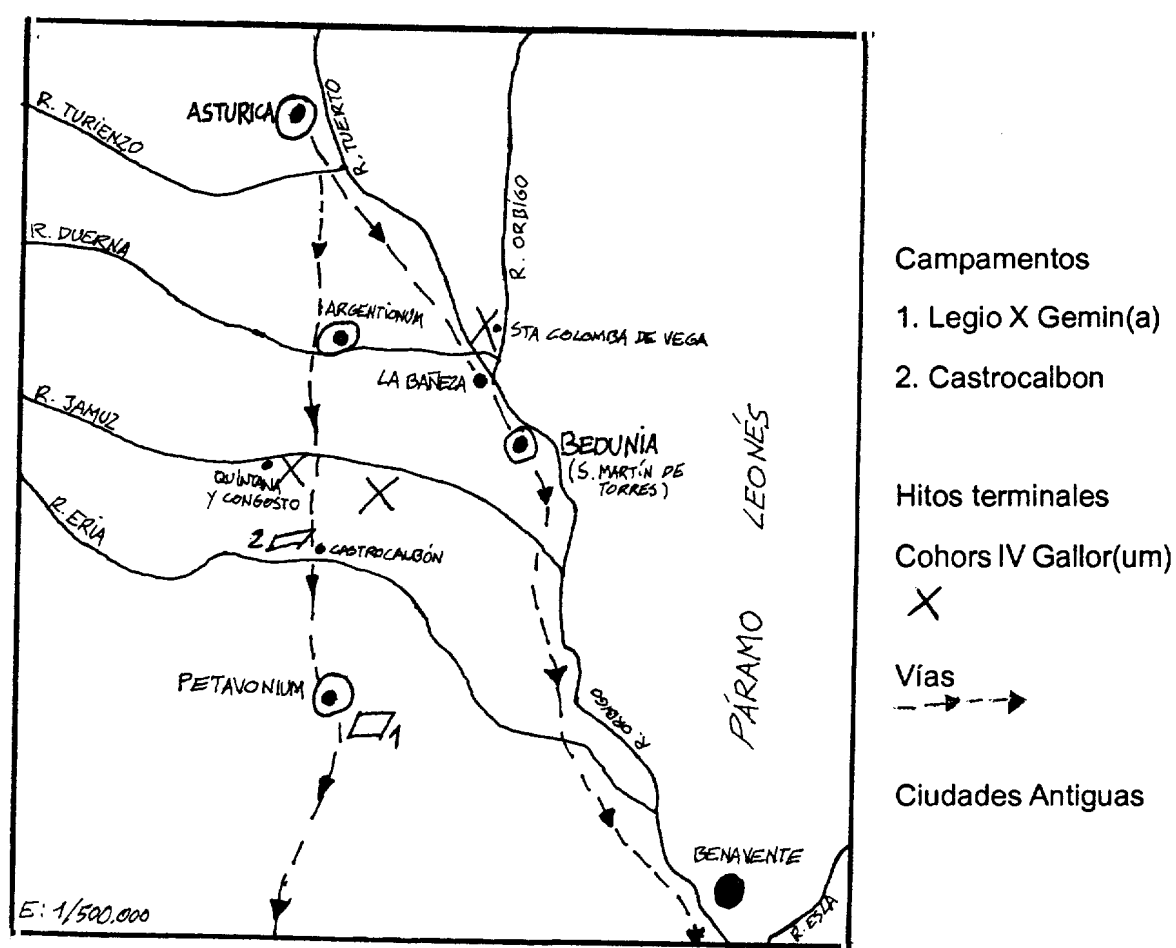 ASTURICA
R. TUERTO
R. TURIENZO
R. ORBÍGO
R. DUERNA
ARGENTIONUM
STA COLOMBA DE VEGA
LA BAÑEZA
R. JAMUZ
BEDUNIA
(S. MARTÍN DE
TORRES)
QUINTANA
Y CONGOSTO
R. ERIA
2
CASTROCALBÓN
PÁRAMO LEONÉS
PETAVONIUM
1
R. ORBIGO
BENAVENTE
R. ESLA
E: 1/500.000
Campamentos
1. Legio X Gemin(a)
2. Castrocalbon
Hitos terminales
Cohors IV Gallor(um)
Vías
Ciudades Antiguas